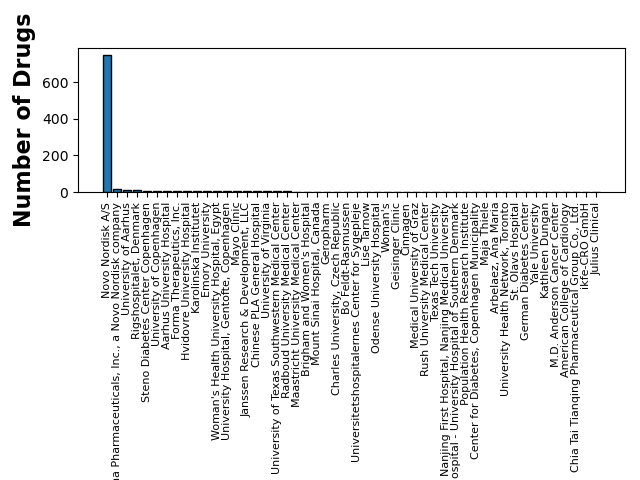 Number of Drugs
600
400
200
0
Novo Nordisk A/S
Pharmaceuticals, Inc., a Novo Nordisk company
University of Aarhus
Rigshospitalet, Denmark
Steno Diabetes Center Copenhagen
University of Copenhagen
Aarhus University Hospital
Forma Therapeutics, Inc.
Hvidovre University Hospital
Karolinska Institutet
Emory University
Woman's Health University Hospital, Egypt
University Hospital, Gentofte, Copenhagen
Mayo Clinic
Janssen Research & Development, LLC
Chinese PLA General Hospital
University of Virginia
University of Texas Southwestern Medical Center
Radboud University Medical Center
Maastricht University Medical Center
Brigham and Women's Hospital
Mount Sinai Hospital, Canada
Geropharm
Charles University, Czech Republic
Bo Feldt-Rasmussen
Universitetshospitalernes Center for Sygepleje
Lise Tarnow
Odense University Hospital
Woman's
Geisinger Clinic
Copenhagen
Medical University of Graz
Rush University Medical Center
Texas Tech University
Nanjing First Hospital, Nanjing Medical University
- University Hospital of Southern Denmark
Population Health Research Institute
Center for Diabetes, Copenhagen Municipality
Maja Thiele
Arbelaez, Ana Maria
University Health Network, Toronto
St. Olavs Hospital
German Diabetes Center
Yale University
Kathleen Dungan
M.D. Anderson Cancer Center
American College of Cardiology
Chia Tai Tianqing Pharmaceutical Group Co., Ltd.
ikfe-CRO GmbH
Julius Clinical